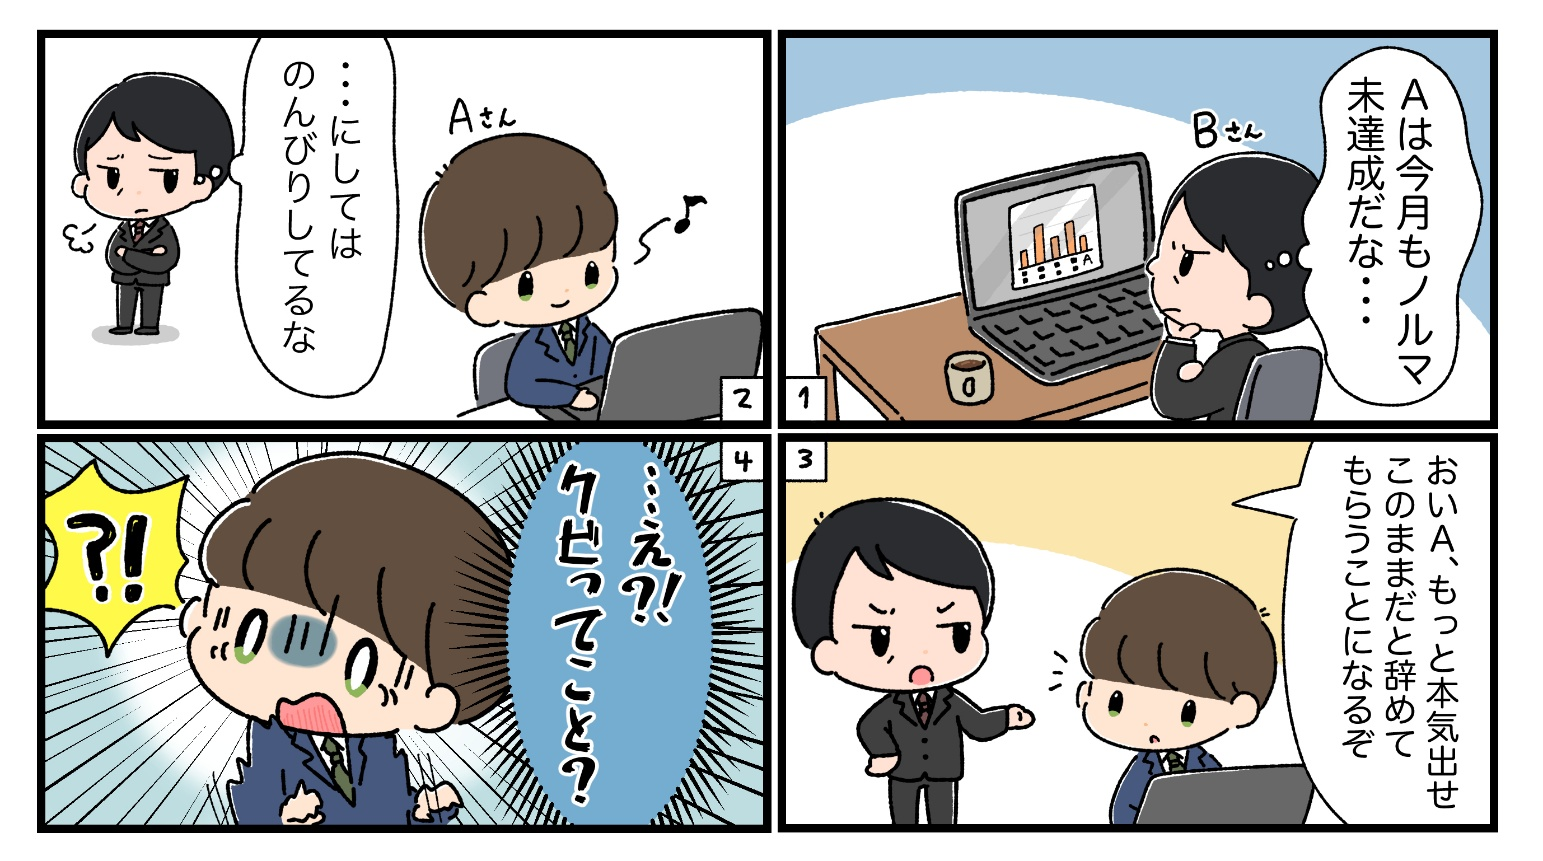 1
Aは今月もノルマ
未達成だな・・・
Bさん
A
2
・・・にしては
のんびりしてるな
Aさん
3
おいA、もっと本気出せ
このままだと辞めて
もらうことになるぞ
4
…え?!
クビってこと?
?!